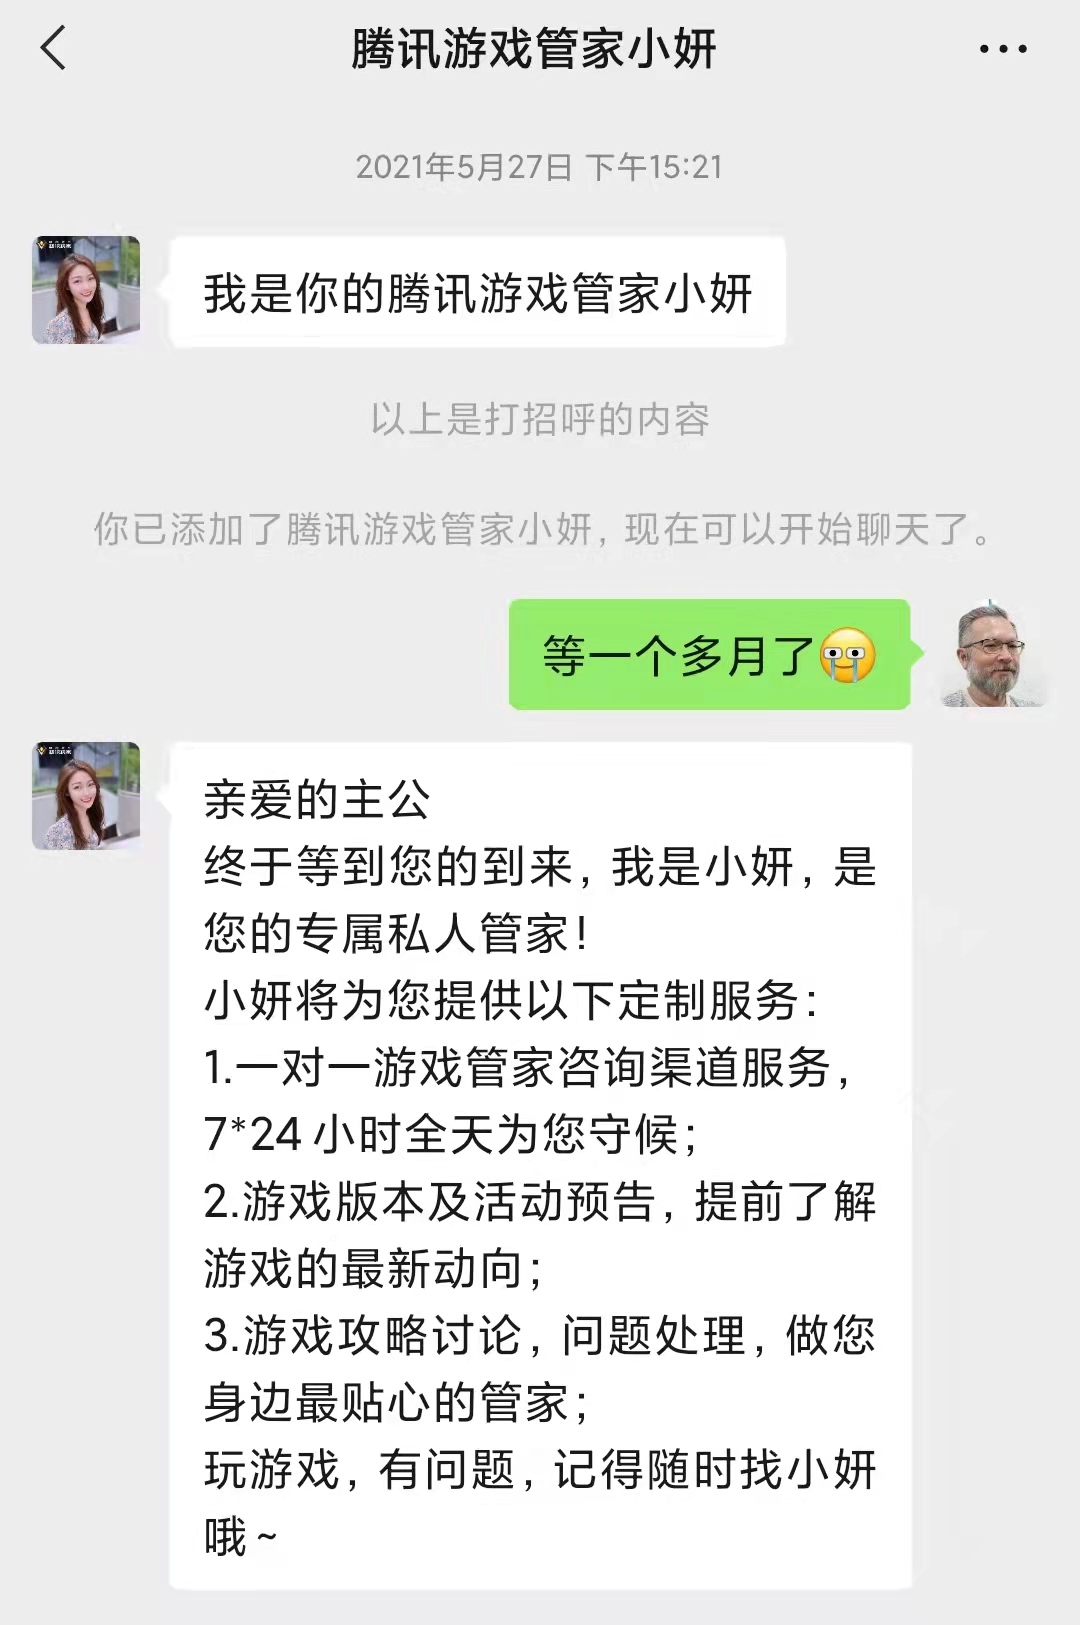 腾讯游戏管家小妍
2021年5月27日 下午15:21
我是你的腾讯游戏管家小妍
以上是打招呼的内容
你已添加了腾讯游戏管家小妍,现在可以开始聊天了。
等一个多月了🥹
亲爱的主公
终于等到您的到来,我是小妍,是
您的专属私人管家!
小妍将为您提供以下定制服务:
1.一对一游戏管家咨询渠道服务,
7*24小时全天为您守候;
2.游戏版本及活动预告,提前了解
游戏的最新动向;
3.游戏攻略讨论,问题处理,做您
身边最贴心的管家;
玩游戏,有问题,记得随时找小妍
哦~